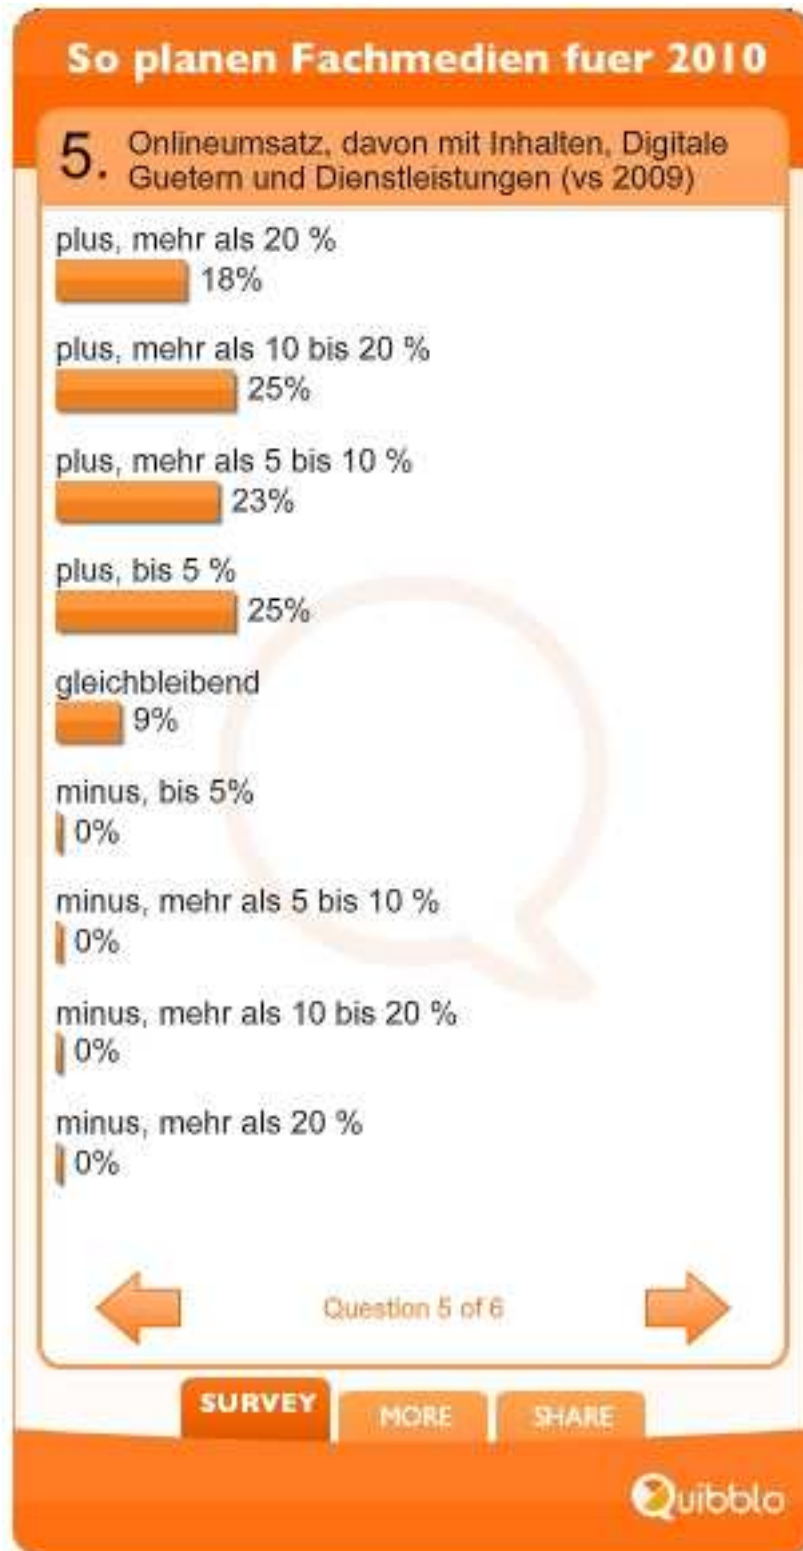 So planen Fachmedien fuer 2010
5. Onlineumsatz, davon mit Inhalten, Digitale
Guetern und Dienstleistungen (vs 2009)
plus, mehr als 20 %
18%
plus, mehr als 10 bis 20 %
25%
plus, mehr als 5 bis 10 %
23%
plus, bis 5 %
25%
gleichbleibend
9%
minus, bis 5%
0%
minus, mehr als 5 bis 10 %
0%
minus, mehr als 10 bis 20 %
0%
minus, mehr als 20 %
0%
Question 5 of 6
SURVEY MORE SHARE
Quibblo